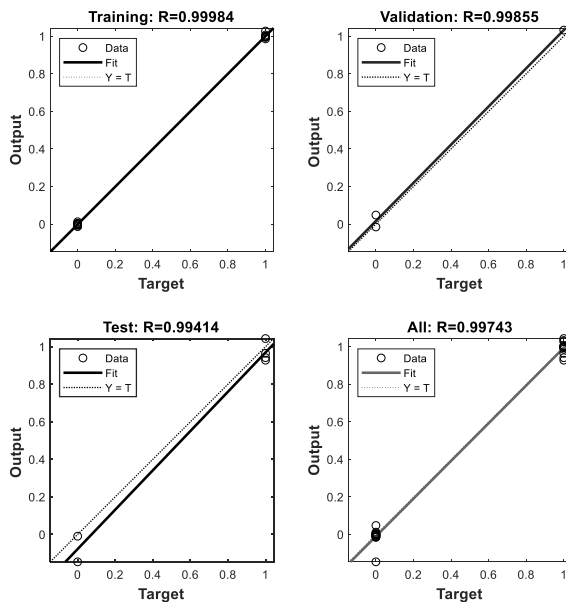 Training: R=0.99984
Output
1
0.8
0.6
0.4
0.2
0
Data
Fit
Y = T
0 0.2 0.4 0.6 0.8 1
Target
Validation: R=0.99855
Output
1
0.8
0.6
0.4
0.2
0
Data
Fit
Y = T
0 0.2 0.4 0.6 0.8 1
Target
Test: R=0.99414
Output
1
0.8
0.6
0.4
0.2
0
Data
Fit
Y = T
0 0.2 0.4 0.6 0.8 1
Target
All: R=0.99743
Output
1
0.8
0.6
0.4
0.2
0
Data
Fit
Y = T
0 0.2 0.4 0.6 0.8 1
Target